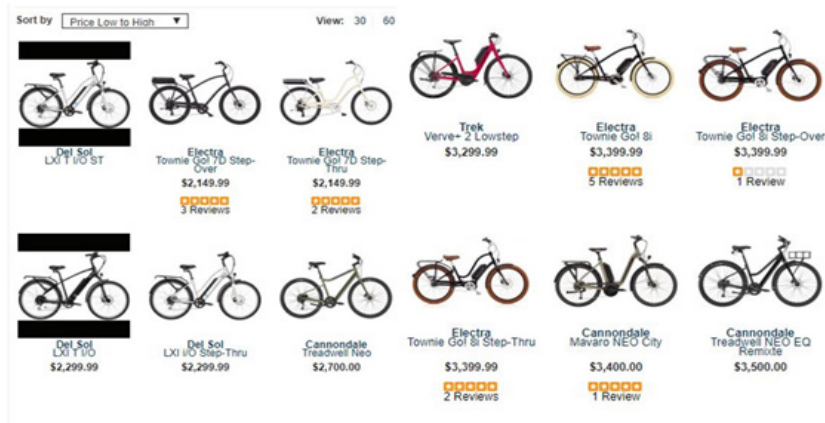 Sort by Price Low to High ▼ View: 30 60
Del Sol
LXI T I/O ST
Electra
Townie Go! 7D Step-
Over
$2,149.99
3 Reviews
Electra
Townie Go! 7D Step-
Thru
$2,149.99
2 Reviews
Trek
Verve+ 2 Lowstep
$3,299.99
Electra
Townie Go! 8i
$3,399.99
5 Reviews
Electra
Townie Go! 8i Step-Over
$3,399.99
1 Review
Del Sol
LXI T I/O
$2,299.99
Del Sol
LXI I/O Step-Thru
$2,299.99
Cannondale
Treadwell Neo
$2,700.00
Electra
Townie Go! 8i Step-Thru
$3,399.99
2 Reviews
Cannondale
Mavaro NEO City
$3,400.00
1 Review
Cannondale
Treadwell NEO EQ
Remixte
$3,500.00